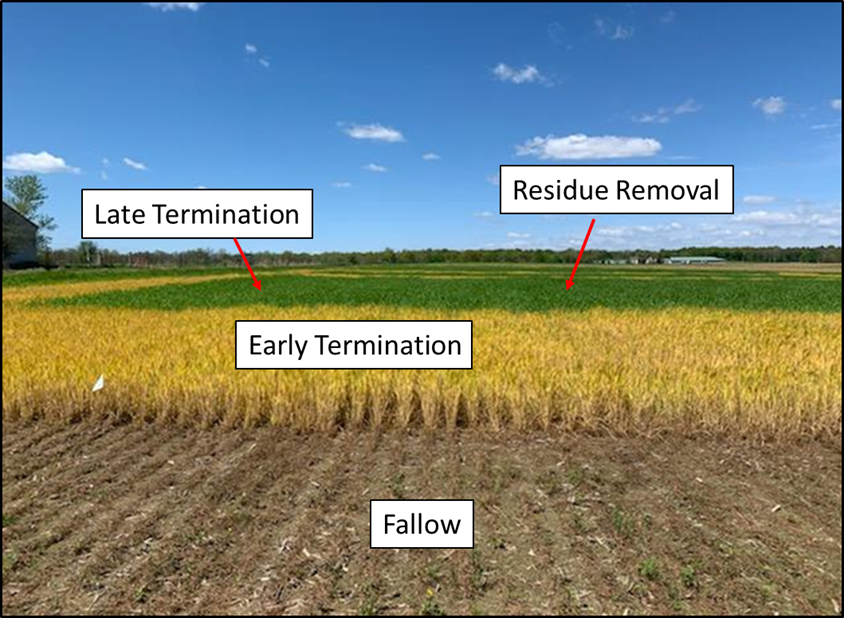 Residue Removal
Late Termination
Early Termination
Fallow